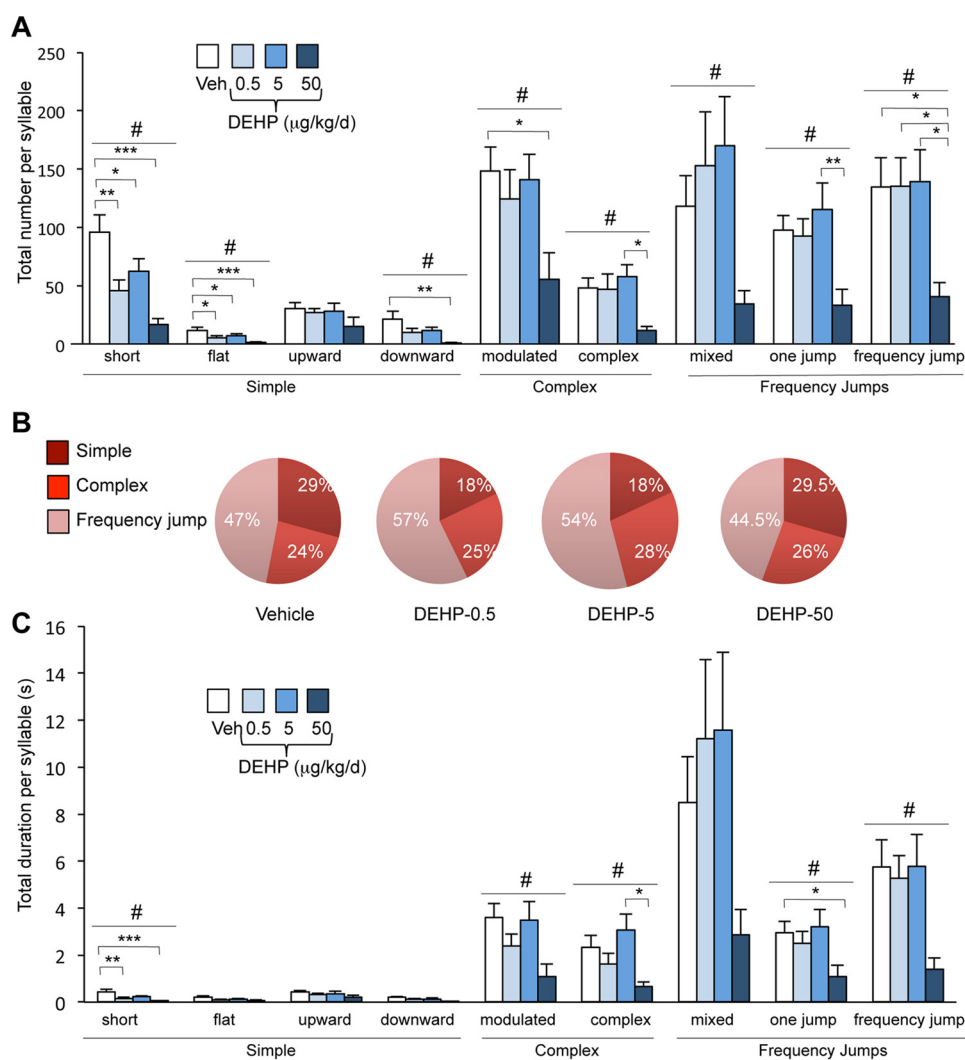 A
250
200
150
100
50
0
Total number per syllable
Veh 0.5 5 50
DEHP (μg/kg/d)
# # # # # # # #
*** * **
*** * *
**
*
*
**
* * *
short flat upward downward modulated complex mixed one jump frequency jump
Simple Complex Frequency Jumps
B
Simple
Complex
Frequency jump
29% 24% 47%
18% 25% 57%
18% 28% 54%
29.5% 26% 44.5%
Vehicle DEHP-0.5 DEHP-5 DEHP-50
C
16
14
12
10
8
6
4
2
0
Total duration per syllable (s)
Veh 0.5 5 50
DEHP (μg/kg/d)
# # # # #
*** **
*
*
short flat upward downward modulated complex mixed one jump frequency jump
Simple Complex Frequency Jumps